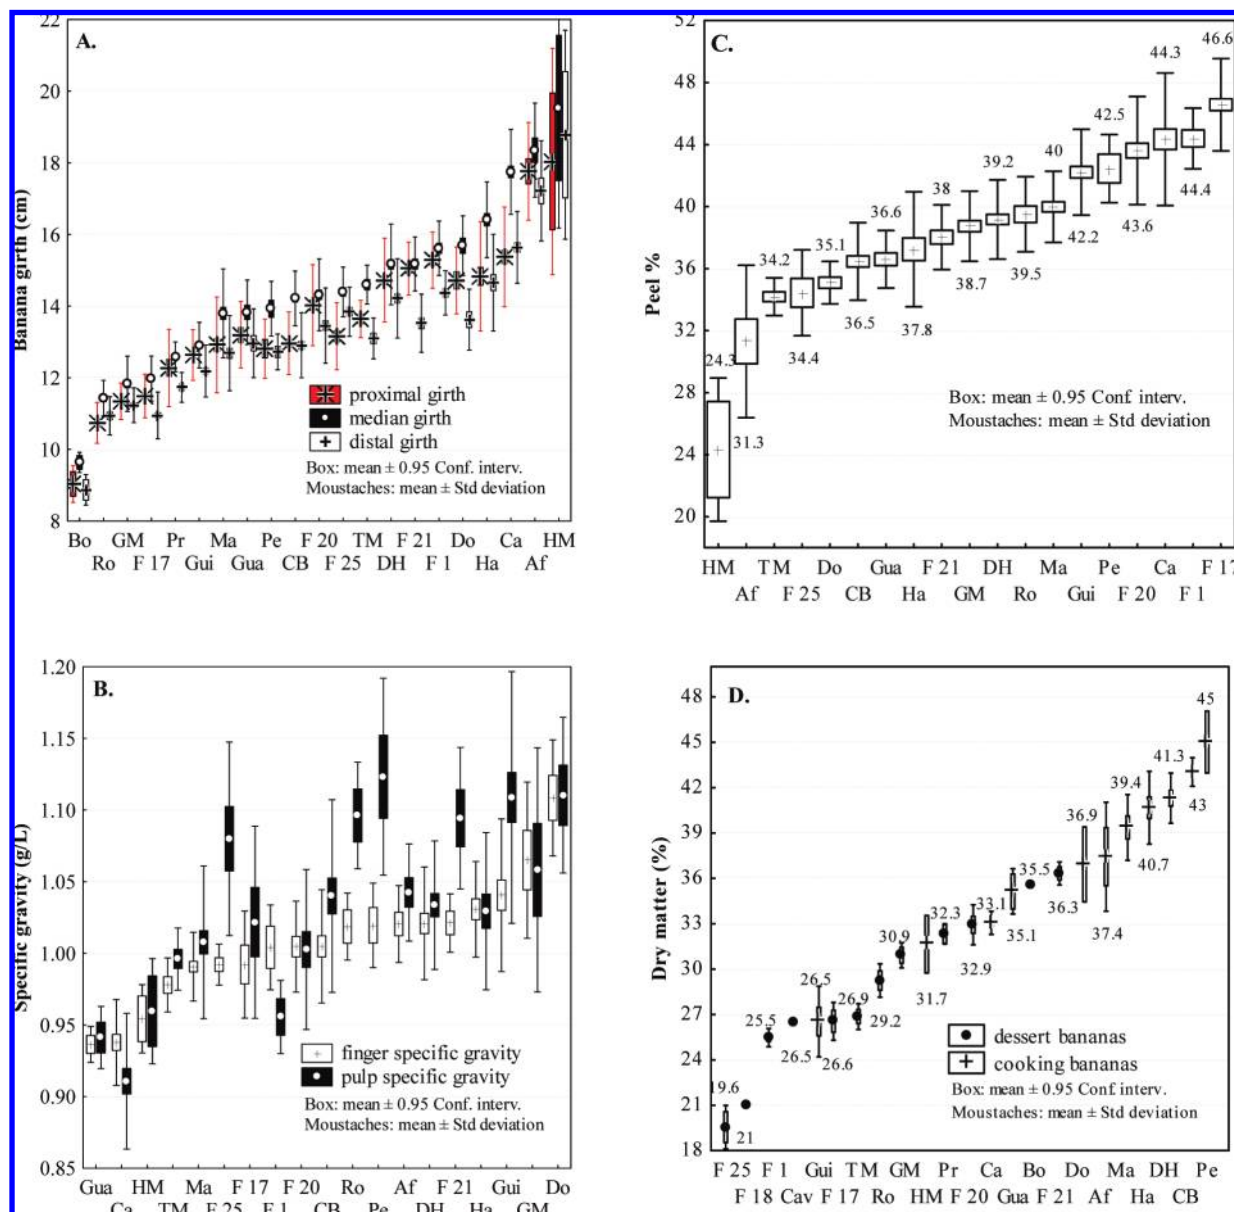 A.
Banana girth (cm)
22
20
18
16
14
12
10
8
proximal girth
median girth
distal girth
Box: mean ± 0.95 Conf. interv.
Moustaches: mean ± Std deviation
Bo GM Pr Ma Pe F 20 TM F 21 Do Ca HM
Ro F 17 Gui Gua CB F 25 DH F 1 Ha Af
C.
Peel %
52
48
44
40
36
32
28
24
20
24.3
31.3
34.2
34.4
35.1
36.5
36.6
37.8
38
38.7
39.2
39.5
40
42.2
42.5
43.6
44.3
44.4
46.6
Box: mean ± 0.95 Conf. interv.
Moustaches: mean ± Std deviation
HM TM Do Gua F 21 DH Ma Pe Ca F 17
Af F 25 CB Ha GM Ro Gui F 20 F 1
B.
Specific gravity (g/L)
1.20
1.15
1.10
1.05
1.00
0.95
0.90
0.85
finger specific gravity
pulp specific gravity
Box: mean ± 0.95 Conf. interv.
Moustaches: mean ± Std deviation
Gua HM Ma F 17 F 20 Ro Af F 21 Gui Do
Ca TM F 25 F 1 CB Pe DH Ha GM
D.
Dry matter (%)
48
45
42
39
36
33
30
27
24
21
18
19.6
21
25.5
26.5
26.5
26.6
26.9
29.2
30.9
31.7
32.3
32.9
33.1
35.1
35.5
36.3
36.9
37.4
39.4
40.7
41.3
43
45
dessert bananas
cooking bananas
Box: mean ± 0.95 Conf. interv.
Moustaches: mean ± Std deviation
F 25 F 1 Gui TM GM Pr Ca Bo Do Ma DH Pe
F 18 Cav F 17 Ro HM F 20 Gua F 21 Af Ha CB